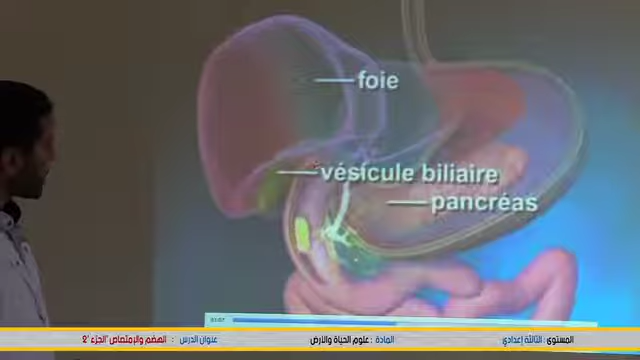 foie
vésicule biliaire
pancréas
المستوى : الثالثة إعدادي
المادة : علوم الحياة والأرض
عنوان الدرس : الهضم والامتصاص "الجزء 2"